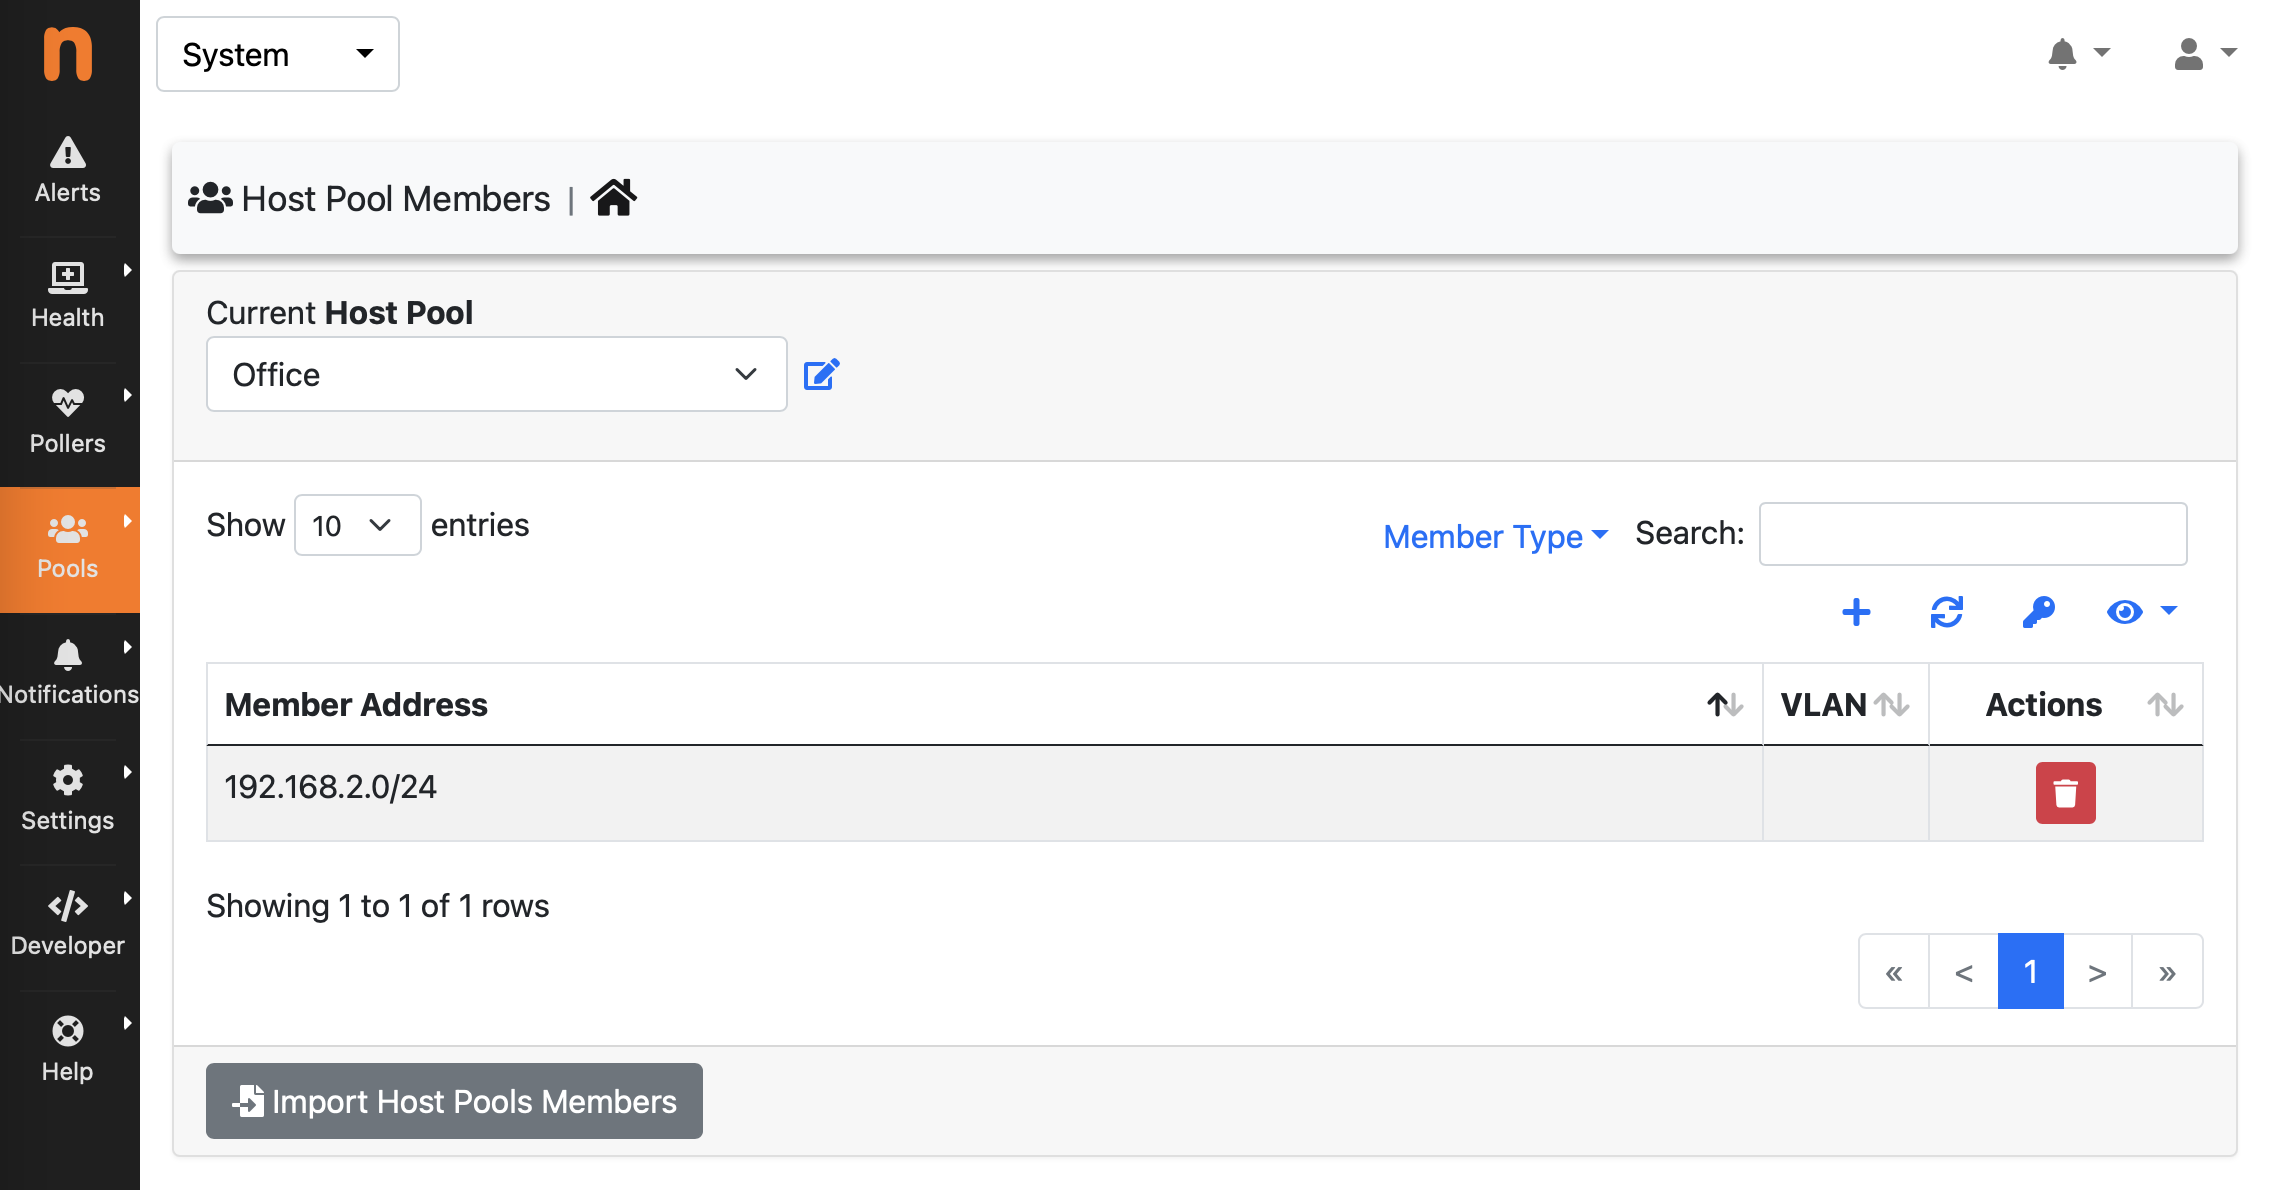 n
System
Alerts
Health
Pollers
Pools
Notifications
Settings
Developer
Help
Host Pool Members |
Current Host Pool
Office
Show 10 entries
Member Type Search:
Member Address VLAN Actions
192.168.2.0/24
Showing 1 to 1 of 1 rows
« < 1 > »
Import Host Pools Members